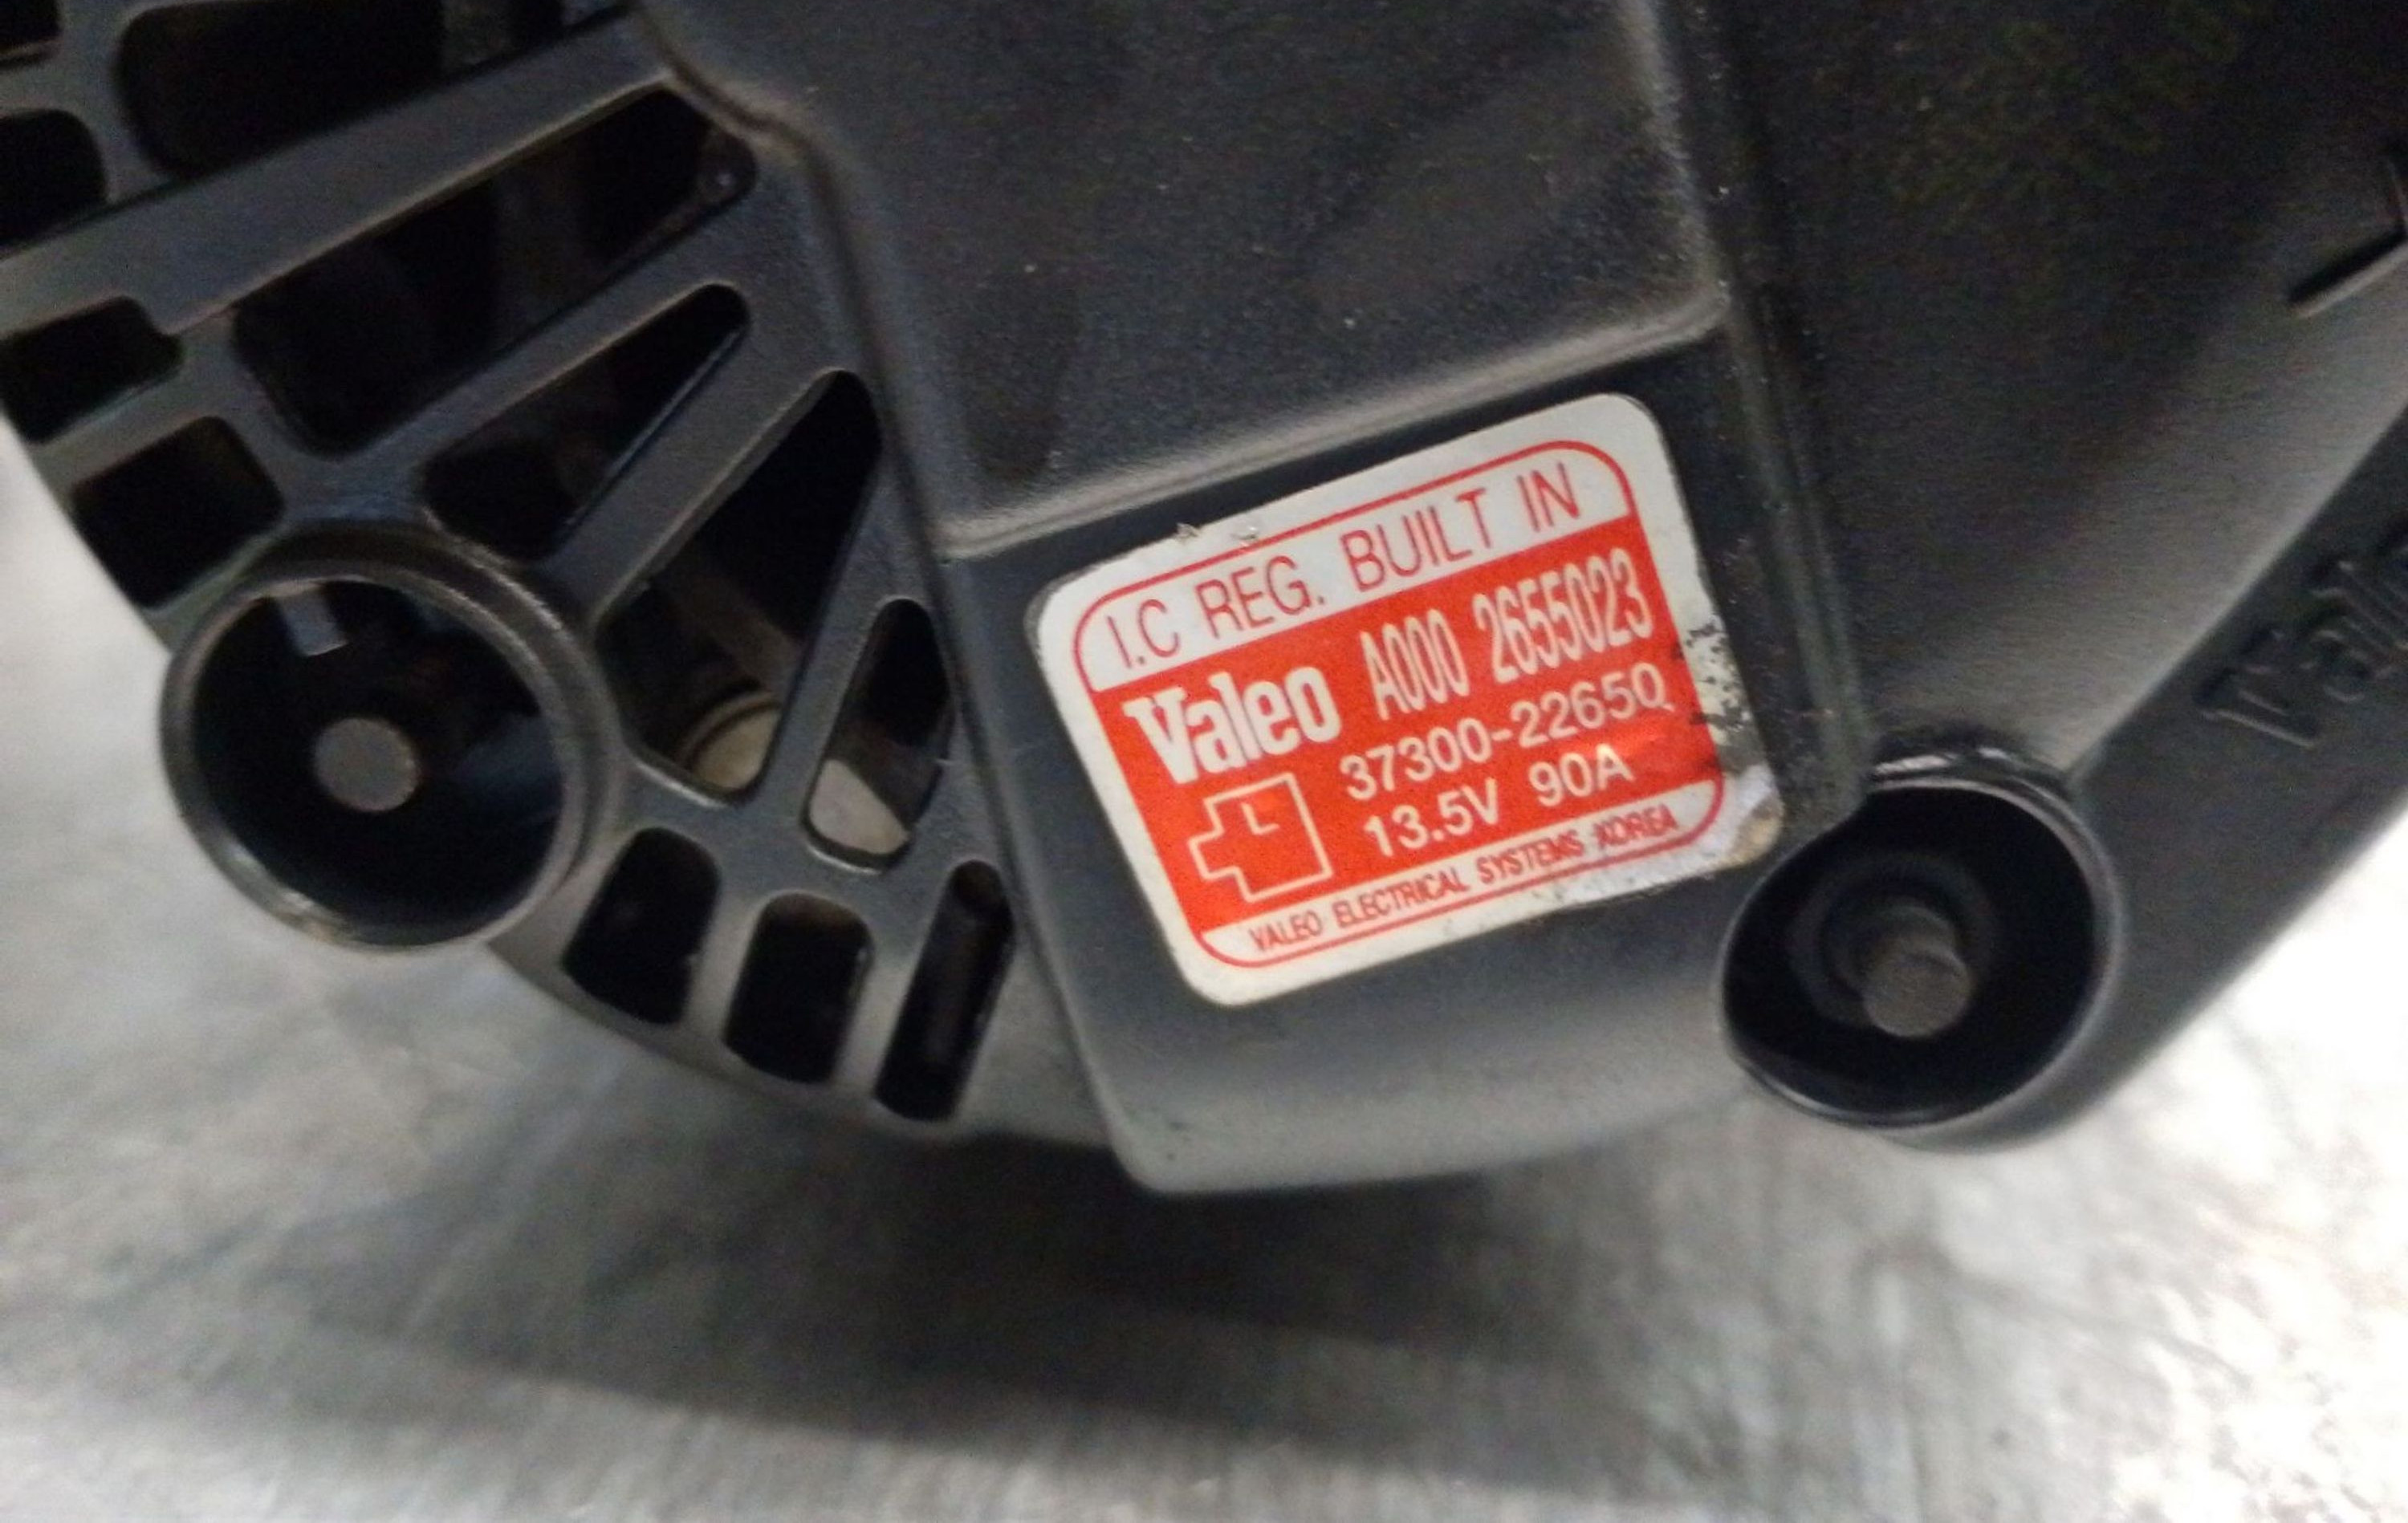 I.C REG. BUILT IN
Valeo A000 2655023
37300-22650
L
13.5V 90A
VALEO ELECTRICAL SYSTEMS KOREA